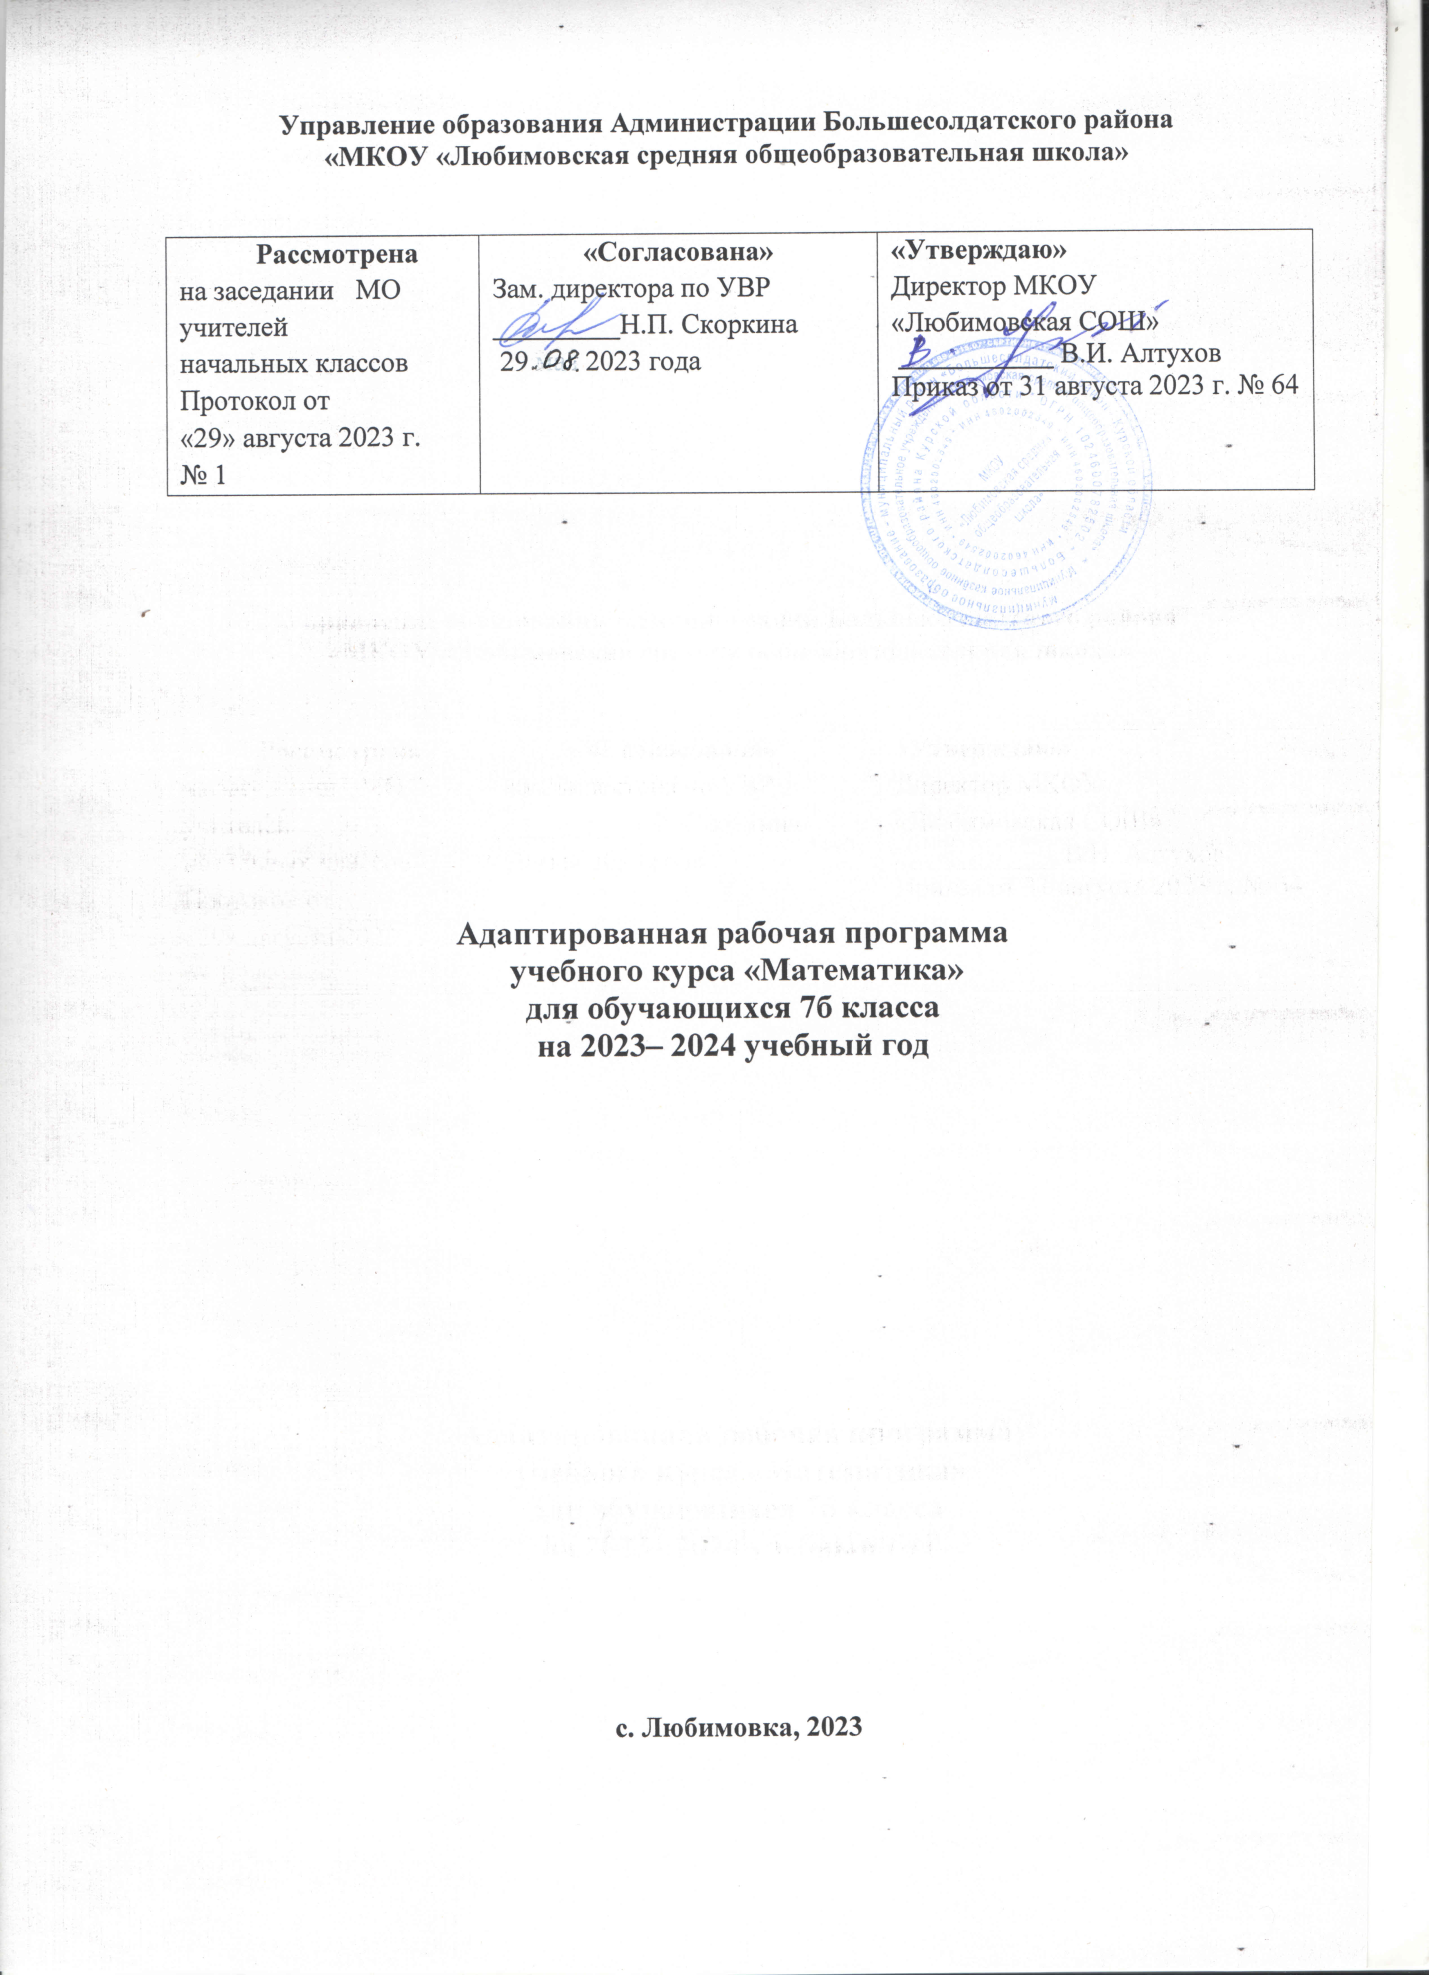 Управление образования Администрации Большесолдатского района
«МКОУ «Любимовская средняя общеобразовательная школа»
Рассмотрена
на заседании МО
учителей
начальных классов
Протокол от
«29» августа 2023 г.
№ 1
«Согласована»
Зам. директора по УВР
Н.П. Скоркина
29.08.2023 года
«Утверждаю»
Директор МКОУ
«Любимовская СОШ»
В.И. Алтухов
Приказ от 31 августа 2023 г. № 64
Адаптированная рабочая программа
учебного курса «Математика»
для обучающихся 7б класса
на 2023– 2024 учебный год
с. Любимовка, 2023